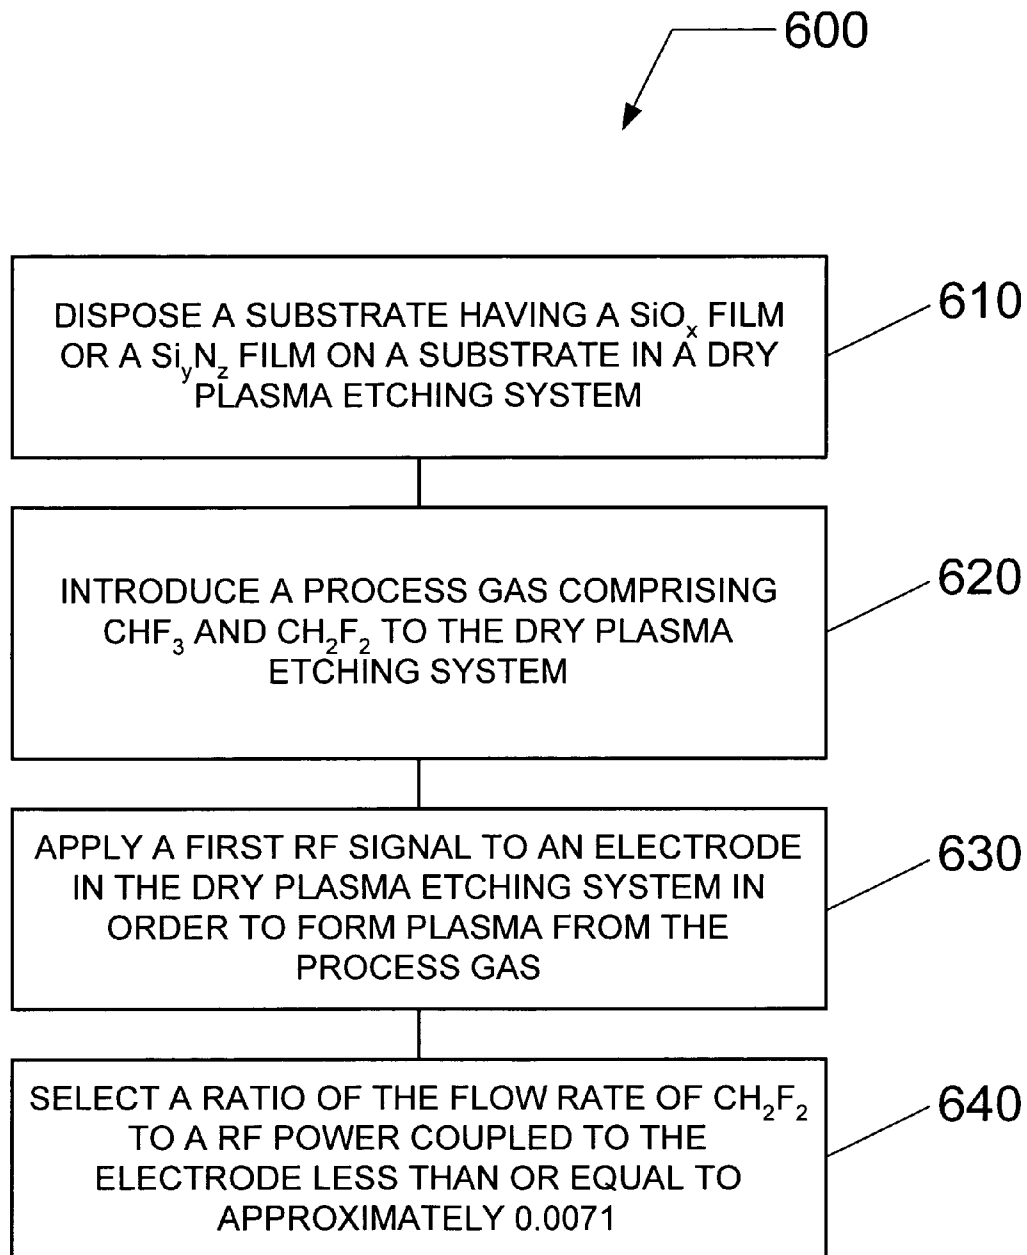 600
DISPOSE A SUBSTRATE HAVING A SiOₓ FILM
OR A Si_yN_z FILM ON A SUBSTRATE IN A DRY
PLASMA ETCHING SYSTEM
610
INTRODUCE A PROCESS GAS COMPRISING
CHF₃ AND CH₂F₂ TO THE DRY PLASMA
ETCHING SYSTEM
620
APPLY A FIRST RF SIGNAL TO AN ELECTRODE
IN THE DRY PLASMA ETCHING SYSTEM IN
ORDER TO FORM PLASMA FROM THE
PROCESS GAS
630
SELECT A RATIO OF THE FLOW RATE OF CH₂F₂
TO A RF POWER COUPLED TO THE
ELECTRODE LESS THAN OR EQUAL TO
APPROXIMATELY 0.0071
640